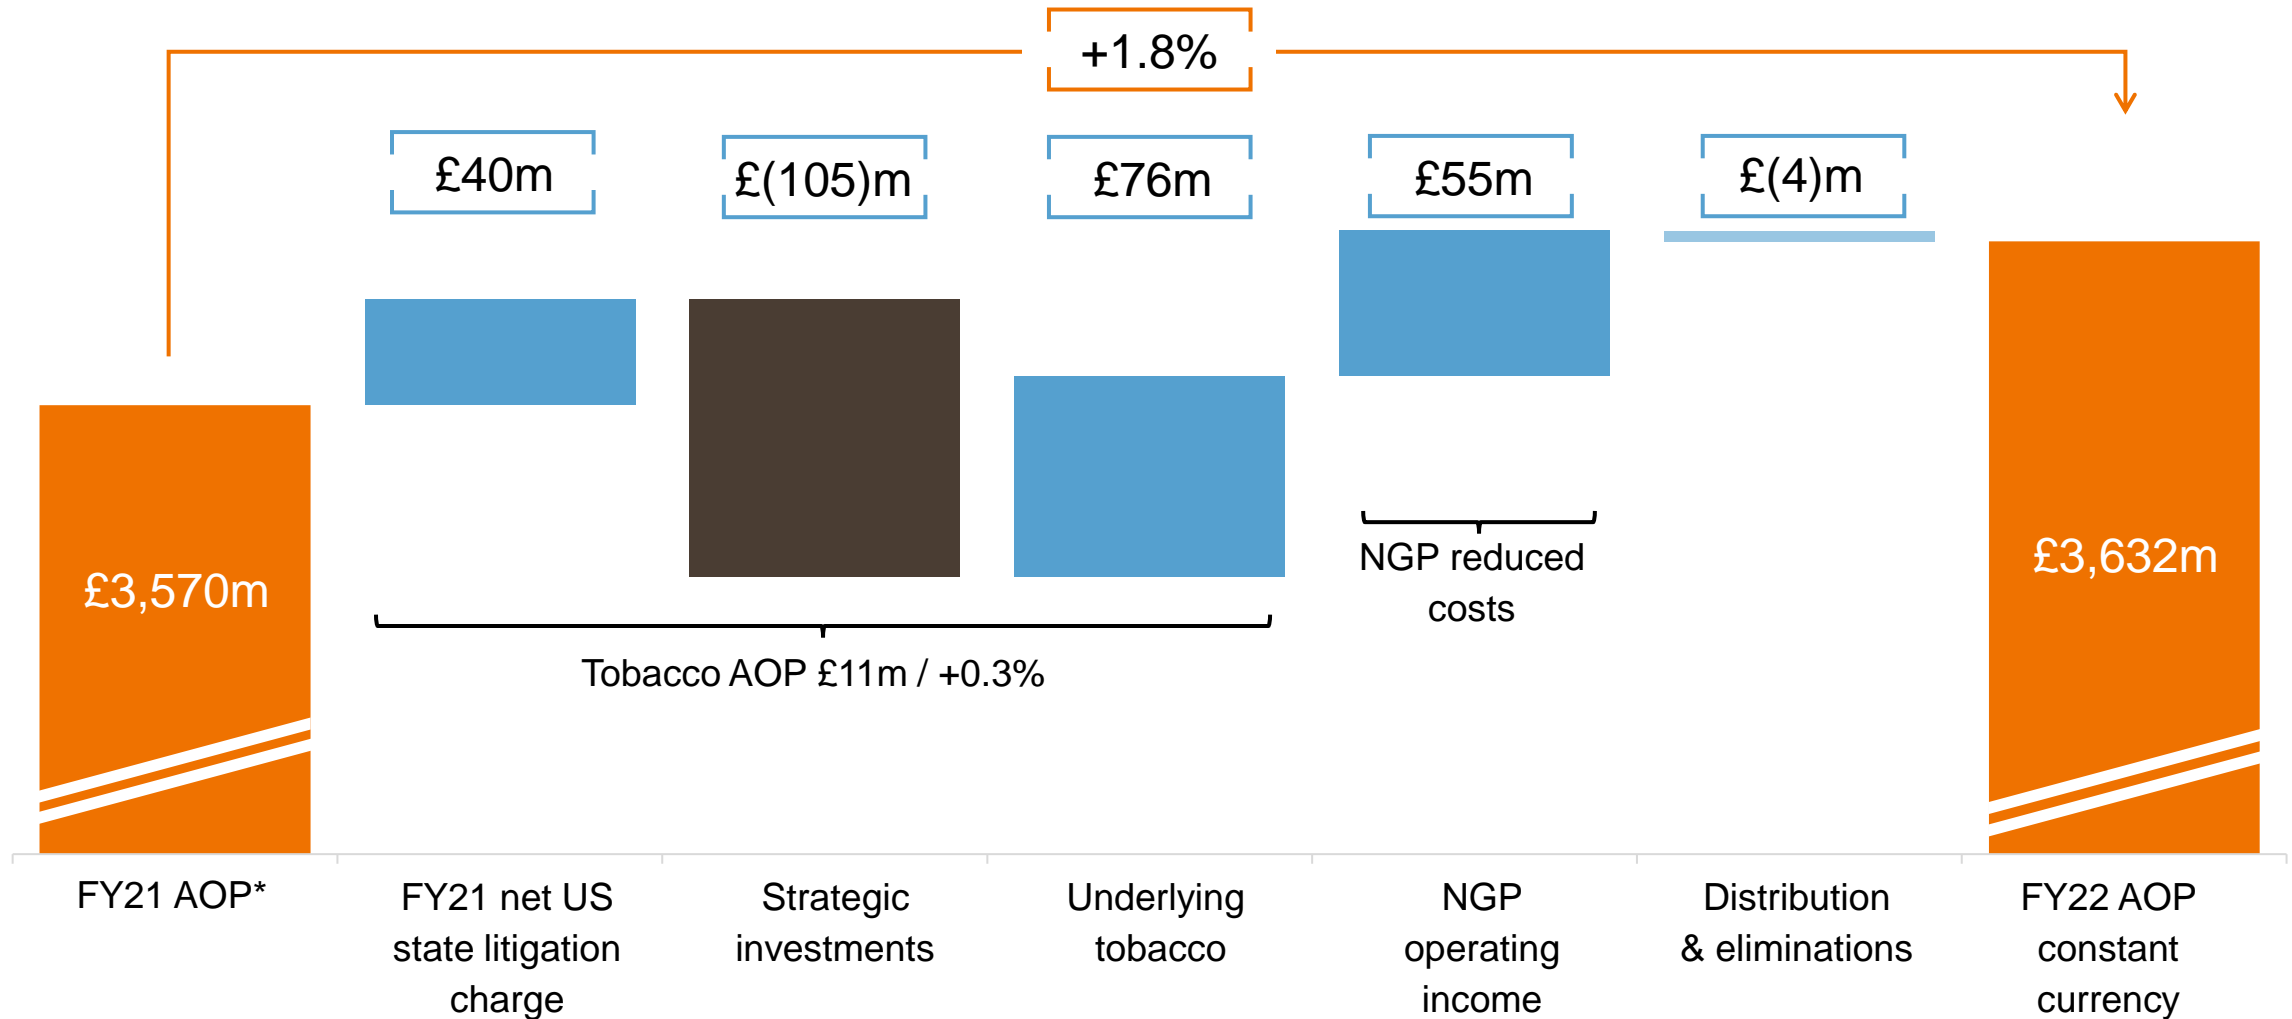 +1.8%
£40m
£(105)m
£76m
£55m
£(4)m
£3,570m
£3,632m
NGP reduced
costs
Tobacco AOP £11m / +0.3%
FY21 AOP*
FY21 net US
state litigation
charge
Strategic
investments
Underlying
tobacco
NGP
operating
income
Distribution
& eliminations
FY22 AOP
constant
currency